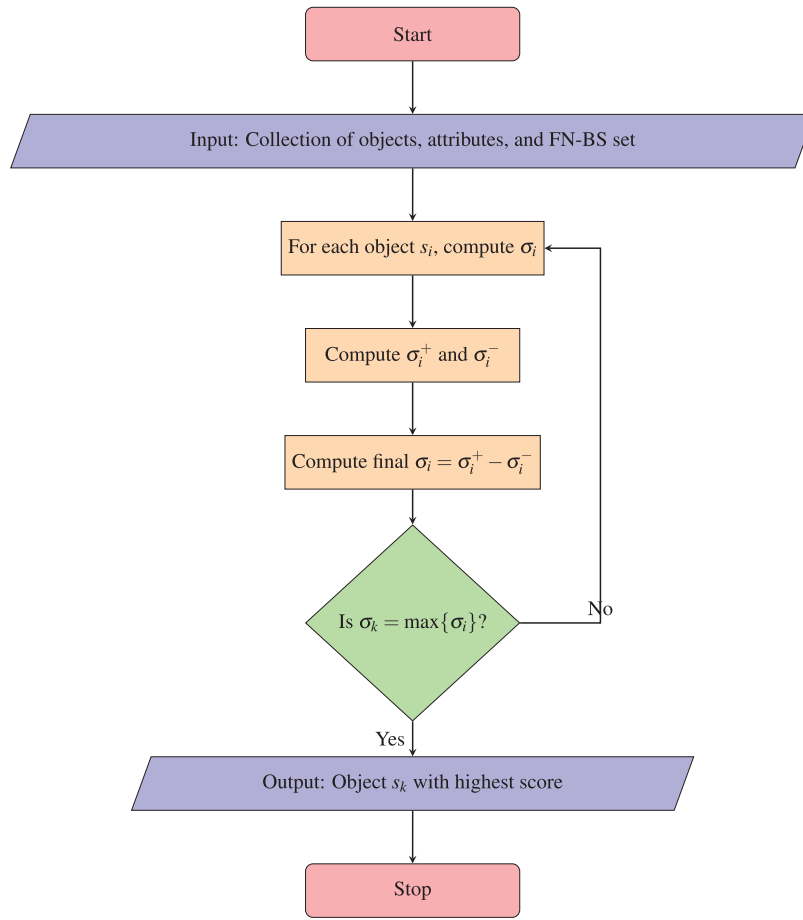 Start
Input: Collection of objects, attributes, and FN-BS set
For each object sᵢ, compute σᵢ
Compute σᵢ⁺ and σᵢ⁻
Compute final σᵢ = σᵢ⁺ − σᵢ⁻
Is σₖ = max{σᵢ}?
No
Yes
Output: Object sₖ with highest score
Stop